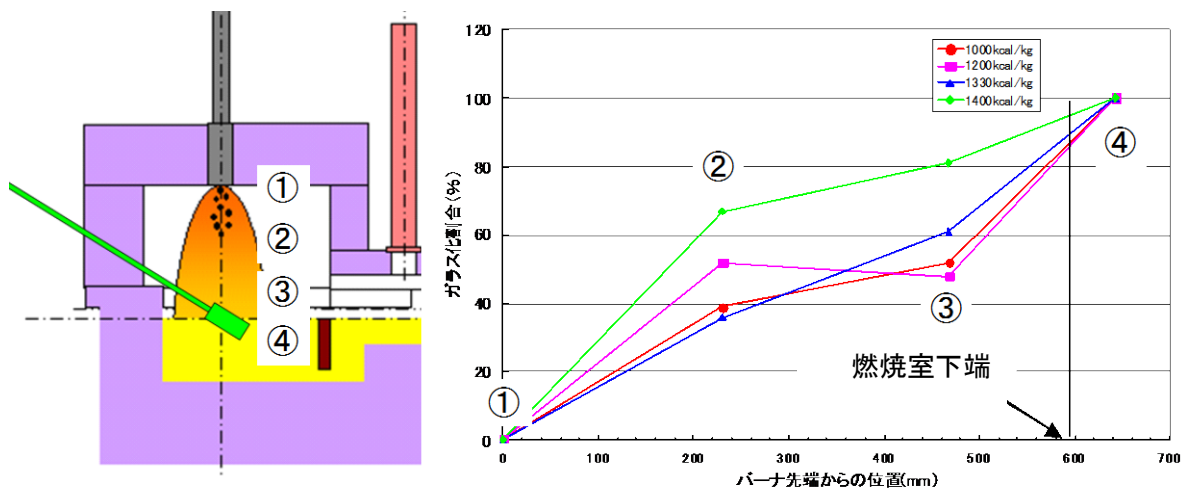 ①
②
③
④
120
100
80
60
40
20
0
ガラス化割合(%)
1000kcal/kg
1200kcal/kg
1330kcal/kg
1400kcal/kg
①
②
③
④
燃焼室下端
0 100 200 300 400 500 600 700
バーナ先端からの位置(mm)